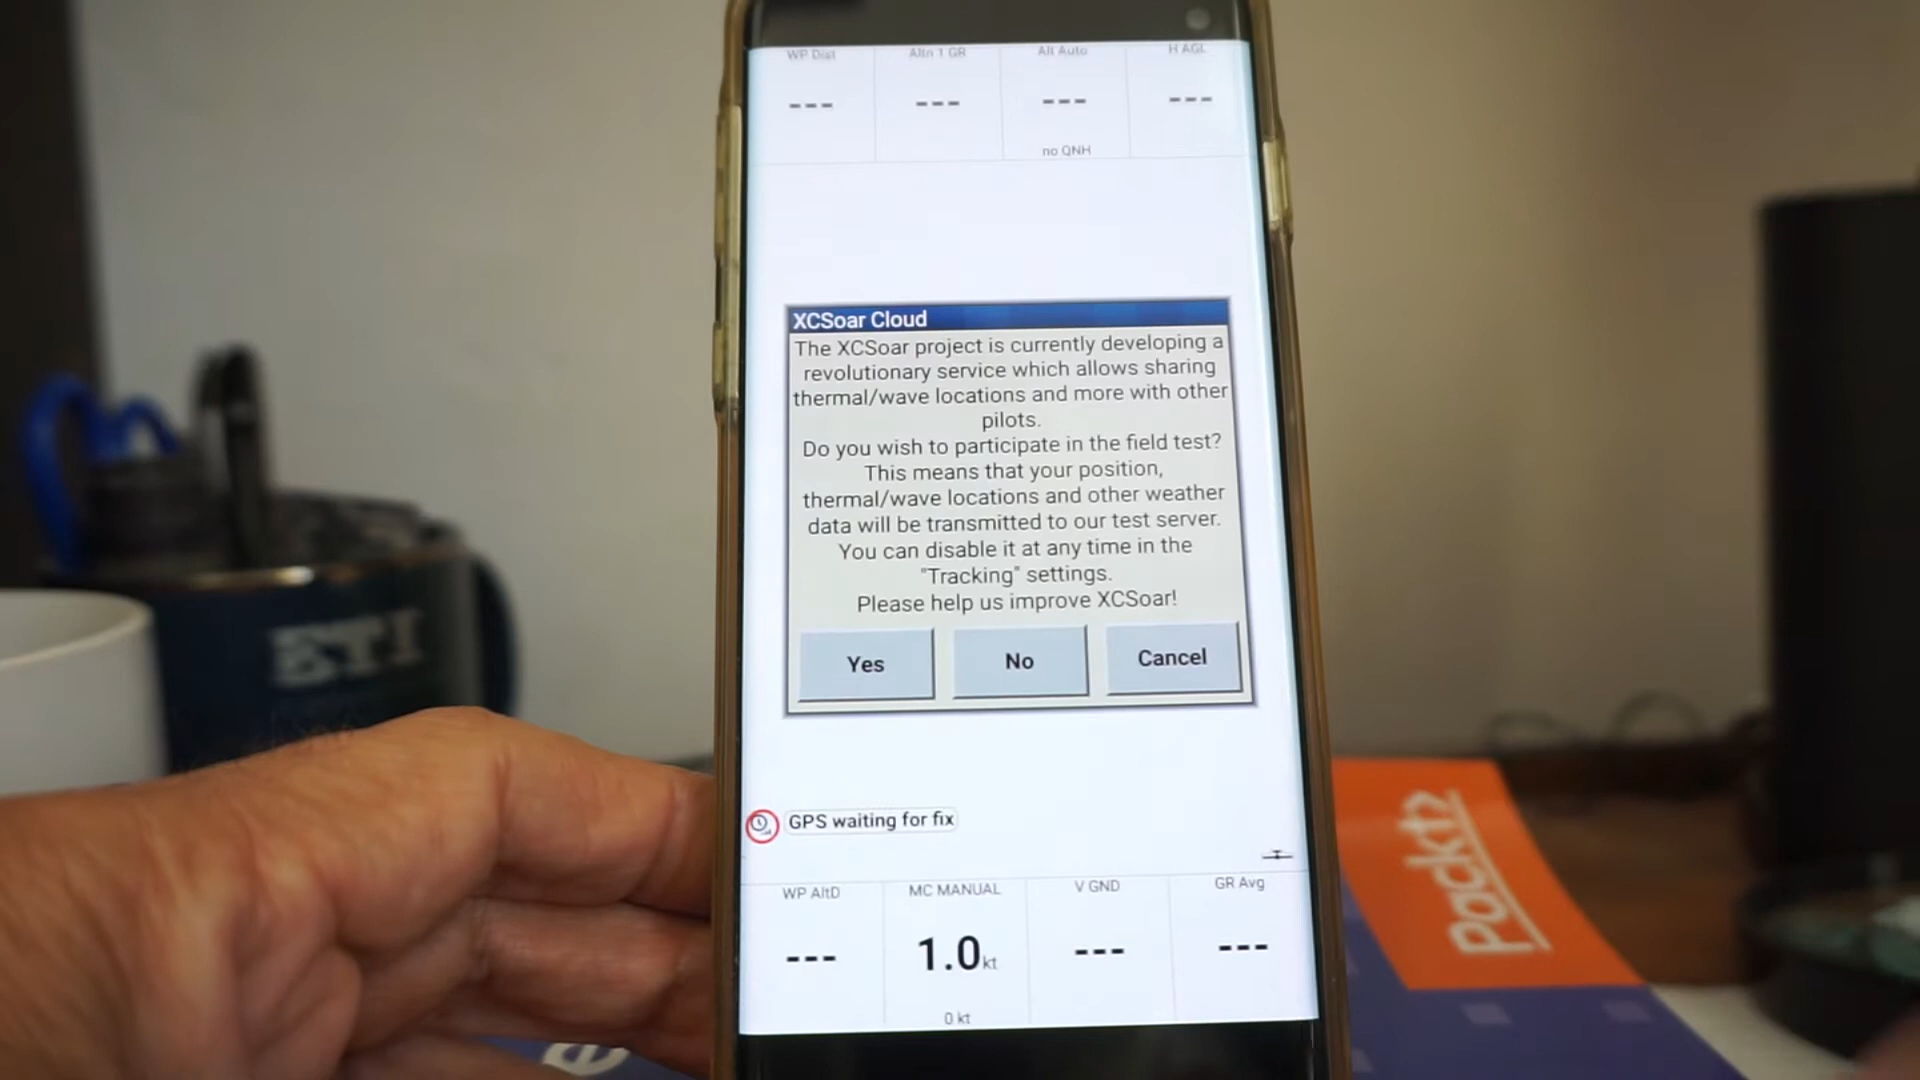 WP Dist Altn 1 GR Alt Auto H AGL
--- --- --- ---
no QNH
XCSoar Cloud
The XCSoar project is currently developing a
revolutionary service which allows sharing
thermal/wave locations and more with other
pilots.
Do you wish to participate in the field test?
This means that your position,
thermal/wave locations and other weather
data will be transmitted to our test server.
You can disable it at any time in the
"Tracking" settings.
Please help us improve XCSoar!
Yes No Cancel
GPS waiting for fix
WP AltD MC MANUAL V GND GR Avg
--- 1.0 kt --- ---
0 kt
ETI
Packt>
e